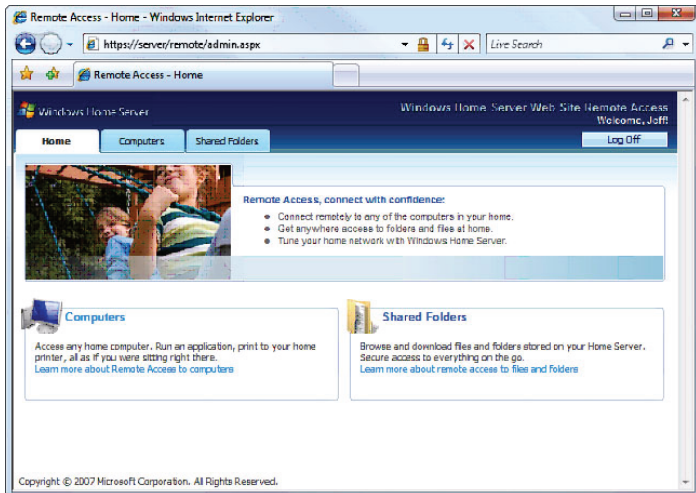 Remote Access - Home - Windows Internet Explorer
https://server/remote/admin.aspx
Live Search
Remote Access - Home
Windows Home Server
Windows Home Server Web Site Remote Access
Welcome, Jeff!
Home
Computers
Shared Folders
Log Off
Remote Access, connect with confidence:
Connect remotely to any of the computers in your home.
Get anywhere access to folders and files at home.
Tune your home network with Windows Home Server.
Computers
Access any home computer. Run an application, print to your home
printer, all as if you were sitting right there.
Learn more about Remote Access to computers
Shared Folders
Browse and download files and folders stored on your Home Server.
Secure access to everything on the go.
Learn more about remote access to files and folders
Copyright © 2007 Microsoft Corporation. All Rights Reserved.